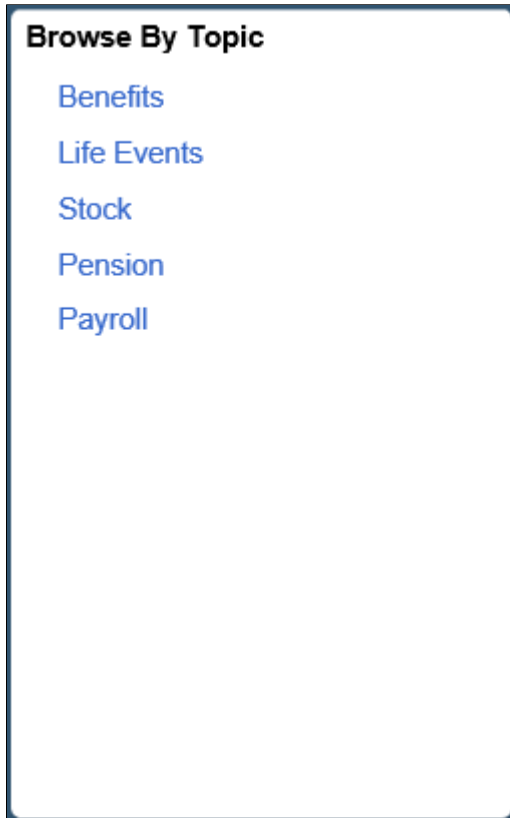 Browse By Topic
Benefits
Life Events
Stock
Pension
Payroll